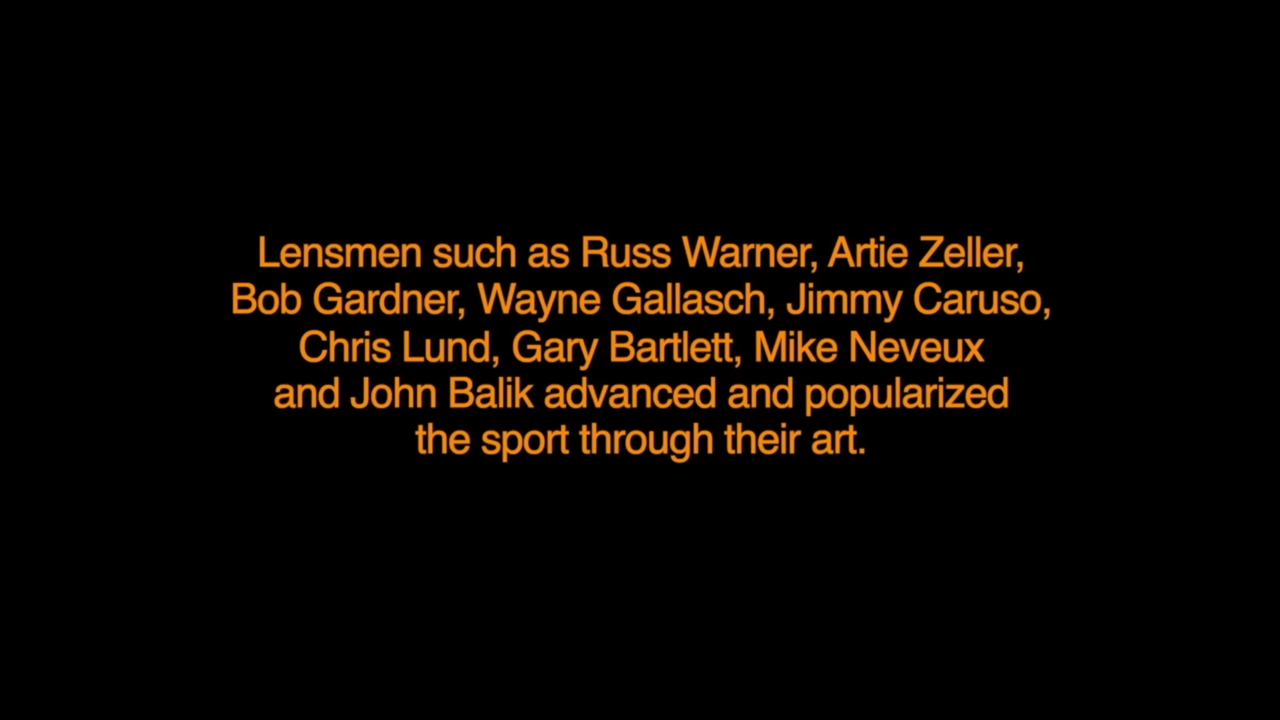 Lensmen such as Russ Warner, Artie Zeller,
Bob Gardner, Wayne Gallasch, Jimmy Caruso,
Chris Lund, Gary Bartlett, Mike Neveux
and John Balik advanced and popularized
the sport through their art.